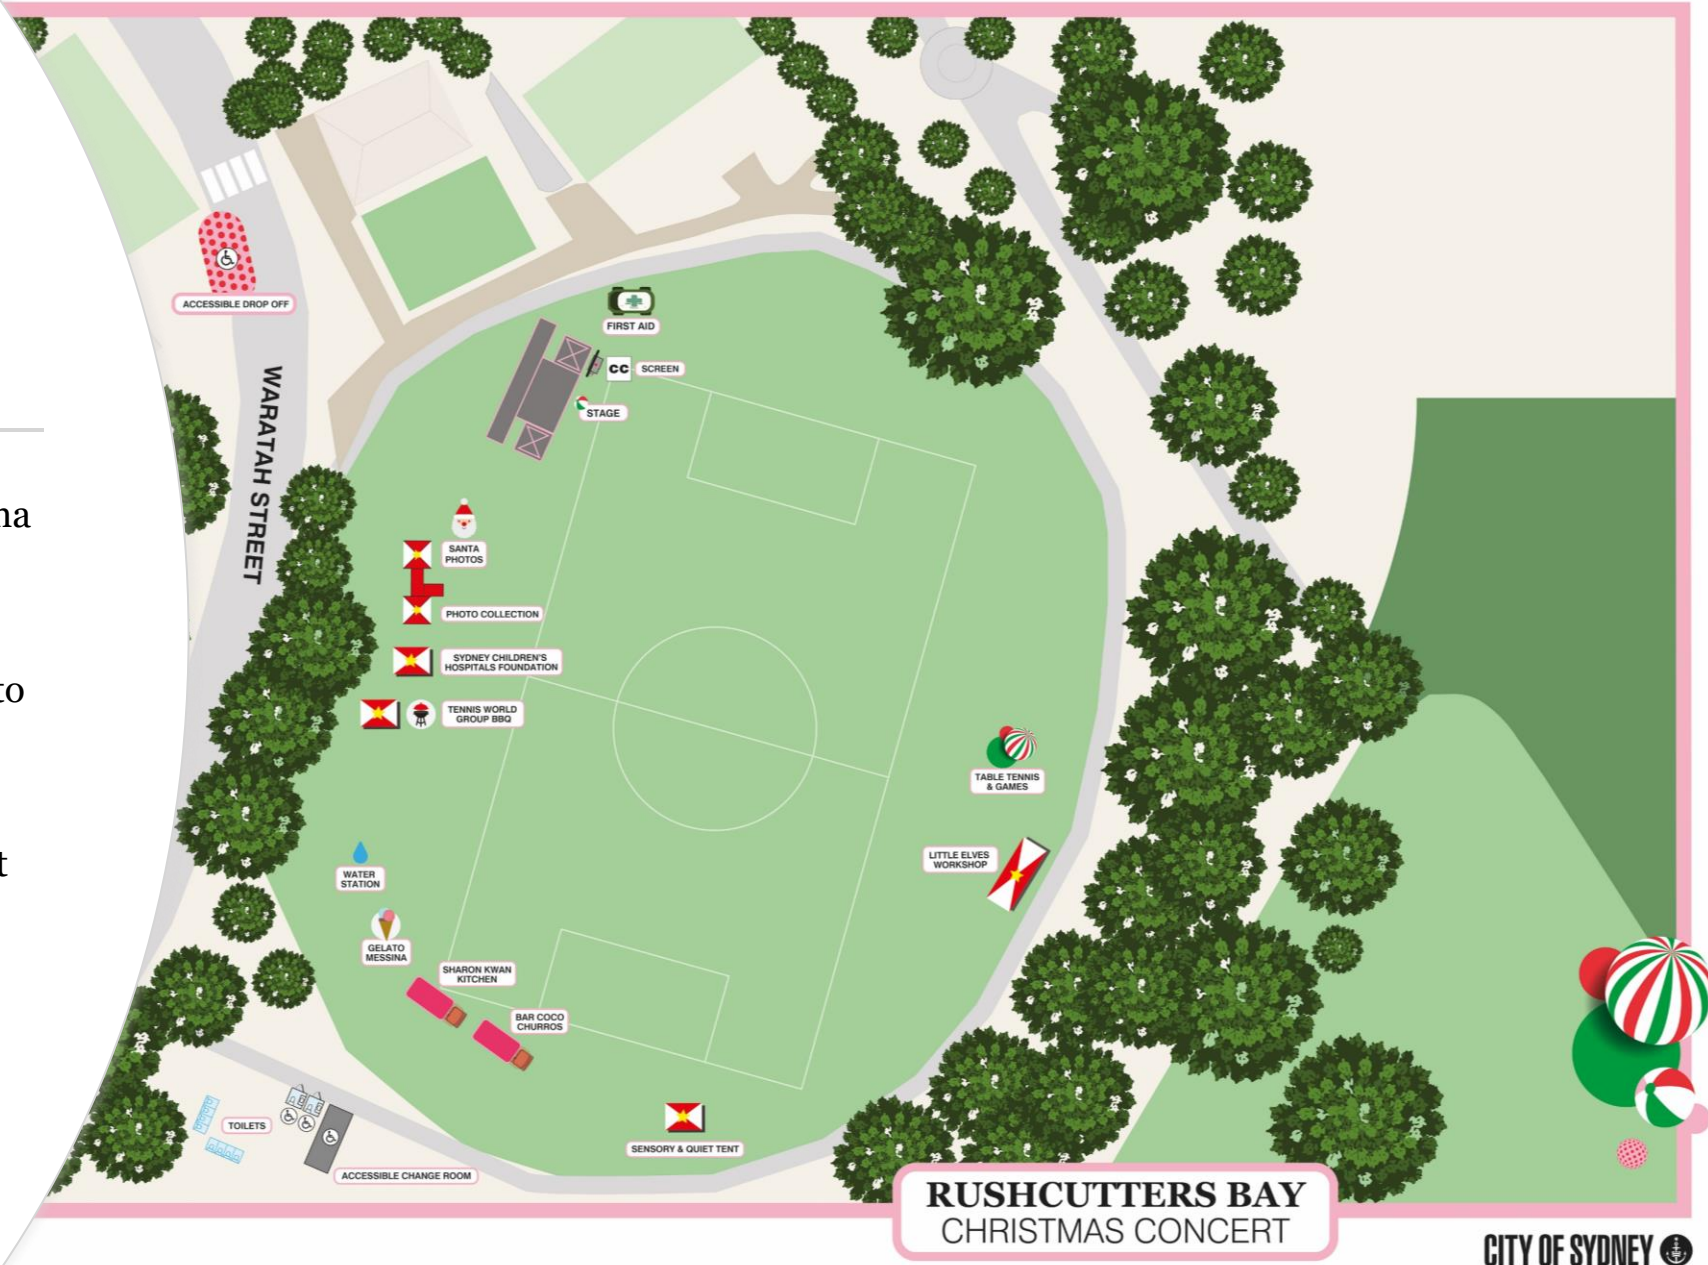 na
to
t
ACCESSIBLE DROP OFF
WARATAH STREET
FIRST AID
CC
SCREEN
STAGE
SANTA
PHOTOS
PHOTO COLLECTION
SYDNEY CHILDREN'S
HOSPITALS FOUNDATION
TENNIS WORLD
GROUP BBQ
TABLE TENNIS
& GAMES
LITTLE ELVES
WORKSHOP
WATER
STATION
GELATO
MESSINA
SHARON KWAN
KITCHEN
BAR COCO
CHURROS
TOILETS
SENSORY & QUIET TENT
ACCESSIBLE CHANGE ROOM
RUSHCUTTERS BAY
CHRISTMAS CONCERT
CITY OF SYDNEY